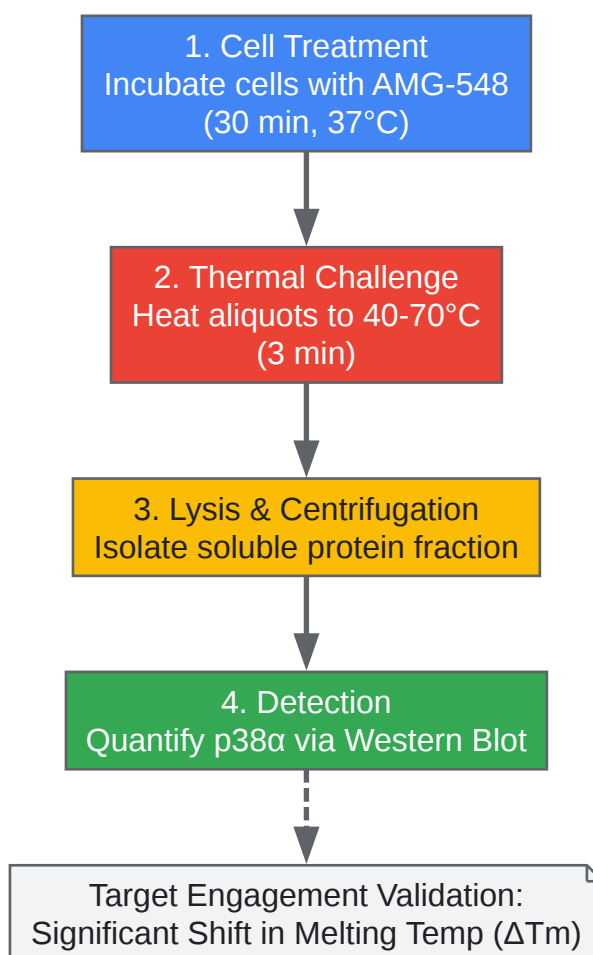 1. Cell Treatment
Incubate cells with AMG-548
(30 min, 37°C)
2. Thermal Challenge
Heat aliquots to 40-70°C
(3 min)
3. Lysis & Centrifugation
Isolate soluble protein fraction
4. Detection
Quantify p38α via Western Blot
Target Engagement Validation:
Significant Shift in Melting Temp (ΔTm)